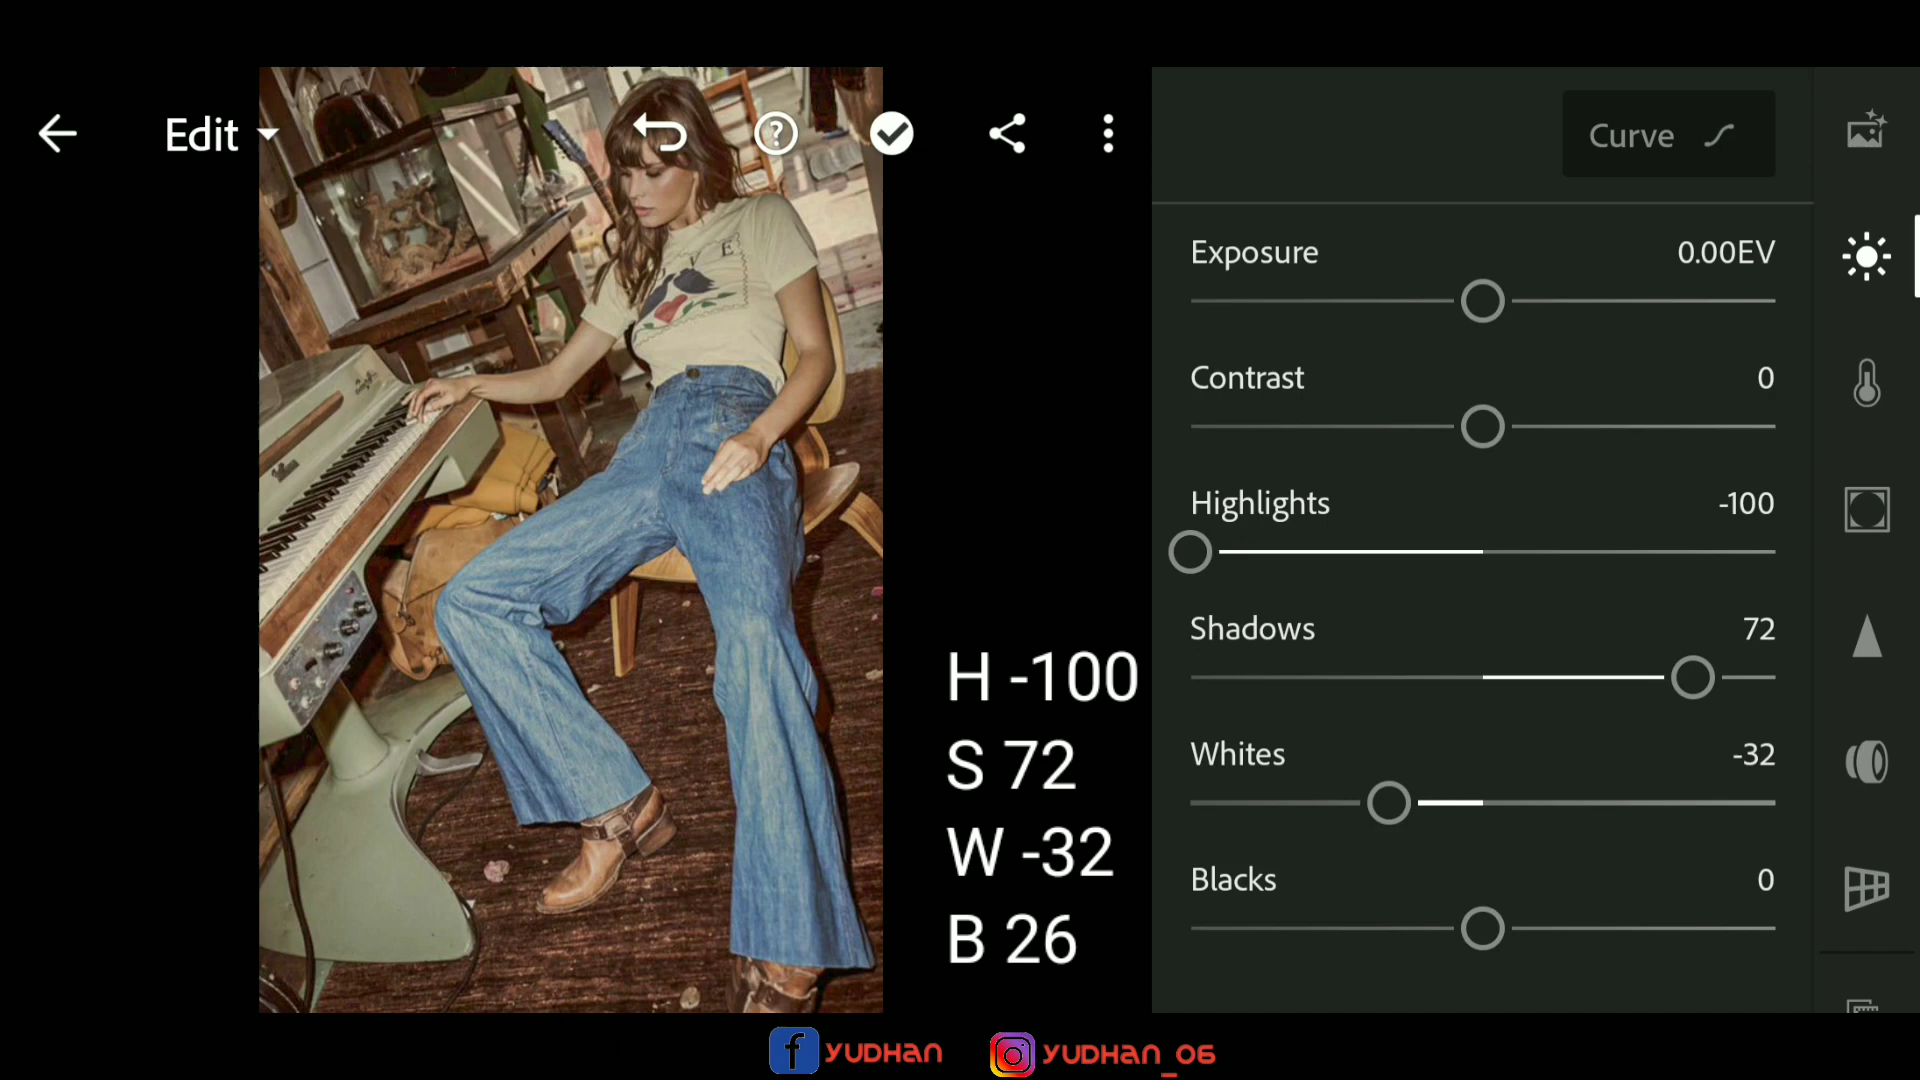 Edit
Curve
Exposure 0.00EV
Contrast 0
Highlights -100
Shadows 72
Whites -32
Blacks 0
H -100
S 72
W -32
B 26
V E
YUDHAN
YUDHAN_06